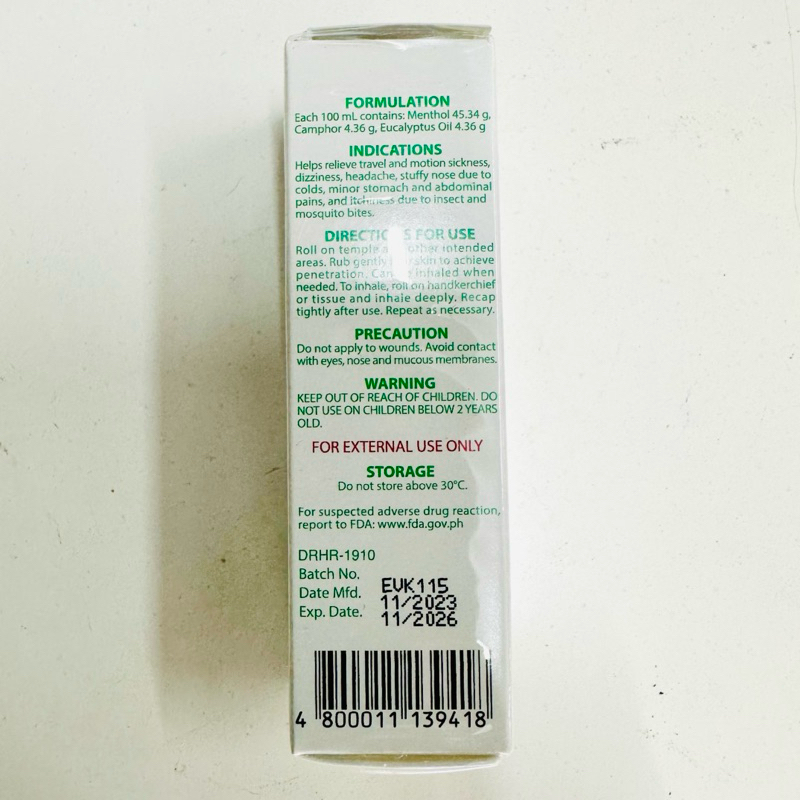 FORMULATION
Each 100 mL contains: Menthol 45.34 g,
Camphor 4.36 g, Eucalyptus Oil 4.36 g
INDICATIONS
Helps relieve travel and motion sickness,
dizziness, headache, stuffy nose due to
colds, minor stomach and abdominal
pains, and itchiness due to insect and
mosquito bites.
DIRECTIONS FOR USE
Roll on temple other intended
areas. Rub gently skin to achieve
penetration. Can inhaled when
needed. To inhale, roll on handkerchief
or tissue and inhale deeply. Recap
tightly after use. Repeat as necessary.
PRECAUTION
Do not apply to wounds. Avoid contact
with eyes, nose and mucous membranes.
WARNING
KEEP OUT OF REACH OF CHILDREN. DO
NOT USE ON CHILDREN BELOW 2 YEARS
OLD.
FOR EXTERNAL USE ONLY
STORAGE
Do not store above 30°C.
For suspected adverse drug reaction,
report to FDA: www.fda.gov.ph
DRHR-1910
Batch No. EVK115
Date Mfd. 11/2023
Exp. Date. 11/2026
4 800011 139418